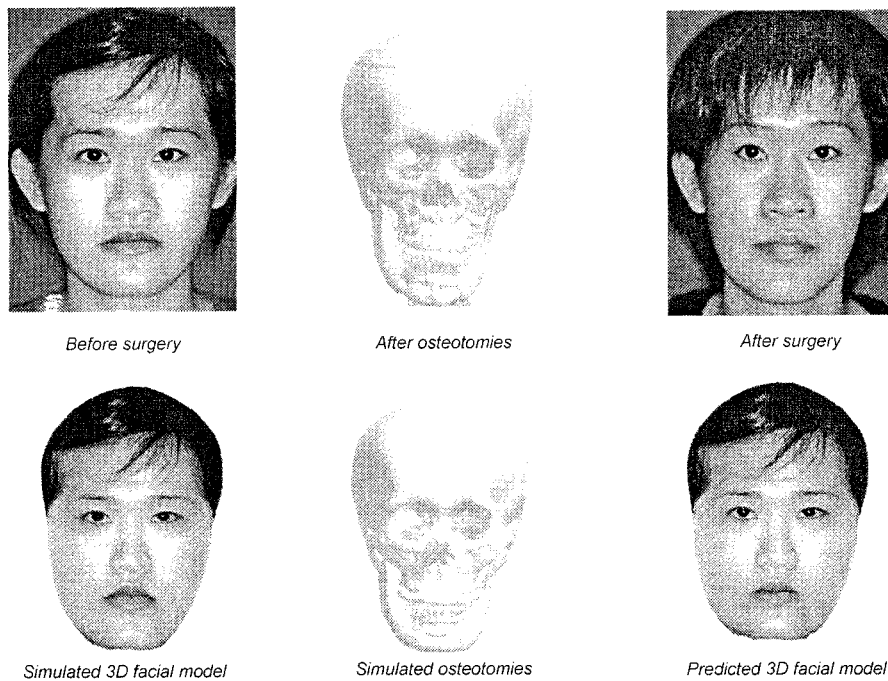 Before surgery
After osteotomies
After surgery
Simulated 3D facial model
Simulated osteotomies
Predicted 3D facial model